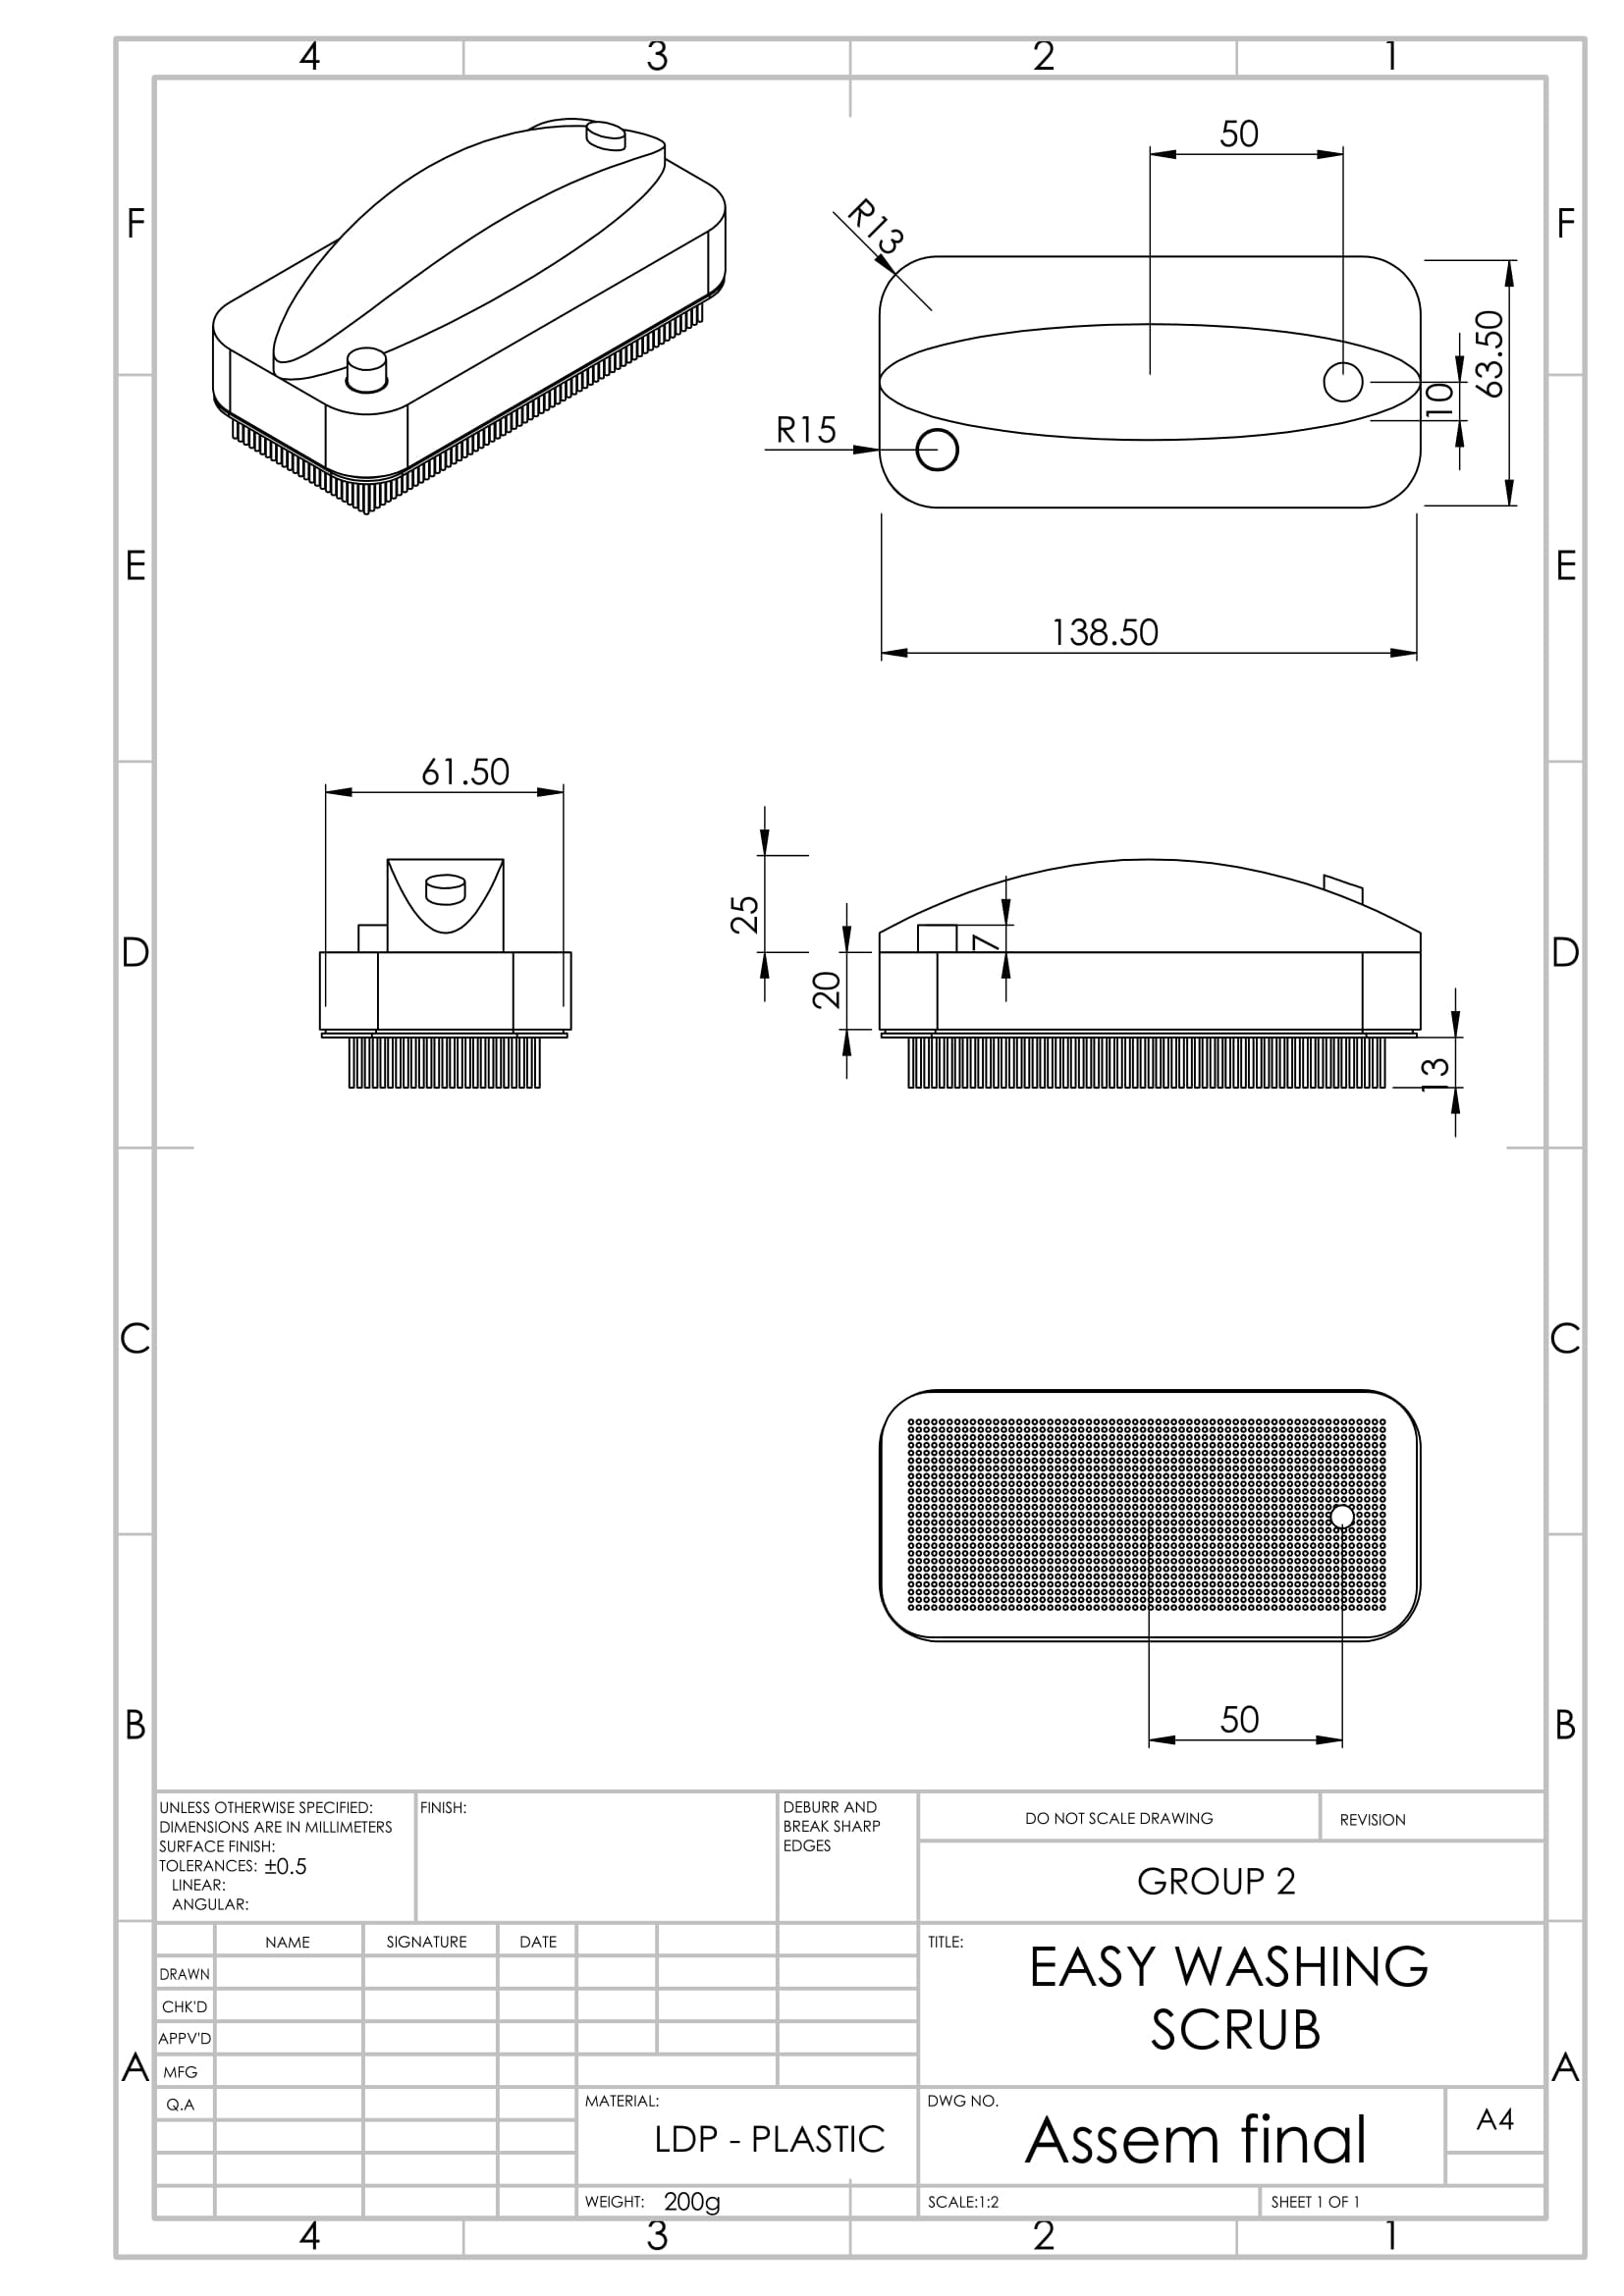 4 3 2 1
F F
E E
D D
C C
B B
A A
50
R13
63.50
10
R15
138.50
61.50
25
7
20
13
50
UNLESS OTHERWISE SPECIFIED:
DIMENSIONS ARE IN MILLIMETERS
SURFACE FINISH:
TOLERANCES: ±0.5
LINEAR:
ANGULAR:
FINISH:
DEBURR AND
BREAK SHARP
EDGES
DO NOT SCALE DRAWING
REVISION
GROUP 2
NAME SIGNATURE DATE
DRAWN
CHK'D
APPV'D
MFG
Q.A
TITLE:
EASY WASHING
SCRUB
MATERIAL:
LDP - PLASTIC
DWG NO.
Assem final
A4
WEIGHT: 200g
SCALE:1:2
SHEET 1 OF 1
4 3 2 1